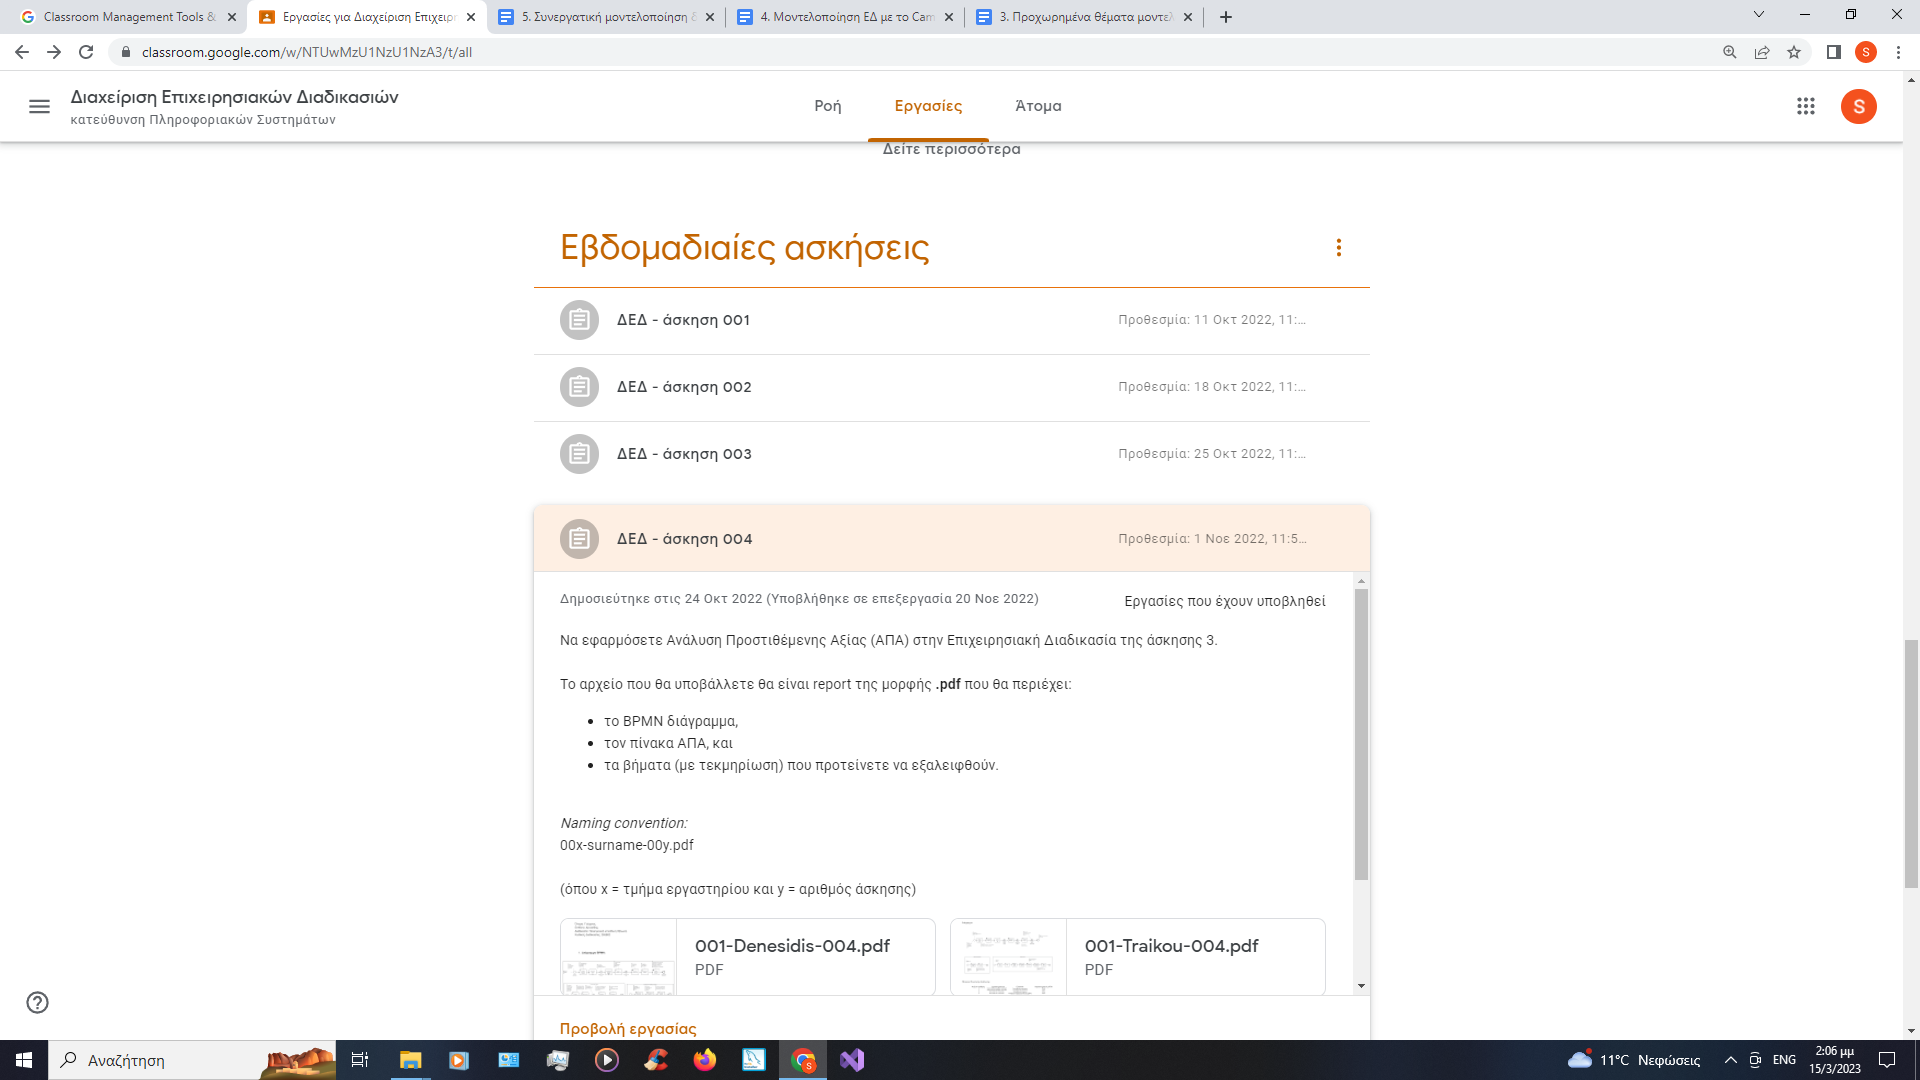 Classroom Management Tools &
Εργασίες για Διαχείριση Επιχειρη
5. Συνεργατική μοντελοποίηση δ
4. Μοντελοποίηση ΕΔ με το Cam
3. Προχωρημένα θέματα μοντελ
classroom.google.com/w/NTUwMzU1NzU1NzA3/t/all
S
Διαχείριση Επιχειρησιακών Διαδικασιών
κατεύθυνση Πληροφοριακών Συστημάτων
Ροή
Εργασίες
Άτομα
S
Δείτε περισσότερα
Εβδομαδιαίες ασκήσεις
ΔΕΔ - άσκηση 001
Προθεσμία: 11 Οκτ 2022, 11:...
ΔΕΔ - άσκηση 002
Προθεσμία: 18 Οκτ 2022, 11:...
ΔΕΔ - άσκηση 003
Προθεσμία: 25 Οκτ 2022, 11:...
ΔΕΔ - άσκηση 004
Προθεσμία: 1 Νοε 2022, 11:5...
Δημοσιεύτηκε στις 24 Οκτ 2022 (Υποβλήθηκε σε επεξεργασία 20 Νοε 2022)
Εργασίες που έχουν υποβληθεί
Να εφαρμόσετε Ανάλυση Προστιθέμενης Αξίας (ΑΠΑ) στην Επιχειρησιακή Διαδικασία της άσκησης 3.
Το αρχείο που θα υποβάλλετε θα είναι report της μορφής .pdf που θα περιέχει:
• το BPMN διάγραμμα,
• τον πίνακα ΑΠΑ, και
• τα βήματα (με τεκμηρίωση) που προτείνετε να εξαλειφθούν.
Naming convention:
00x-surname-00y.pdf
(όπου x = τμήμα εργαστηρίου και y = αριθμός άσκησης)
001-Denesidis-004.pdf
PDF
001-Traikou-004.pdf
PDF
Προβολή εργασίας
Αναζήτηση
11°C Νεφώσεις
ENG
2:06 μμ
15/3/2023